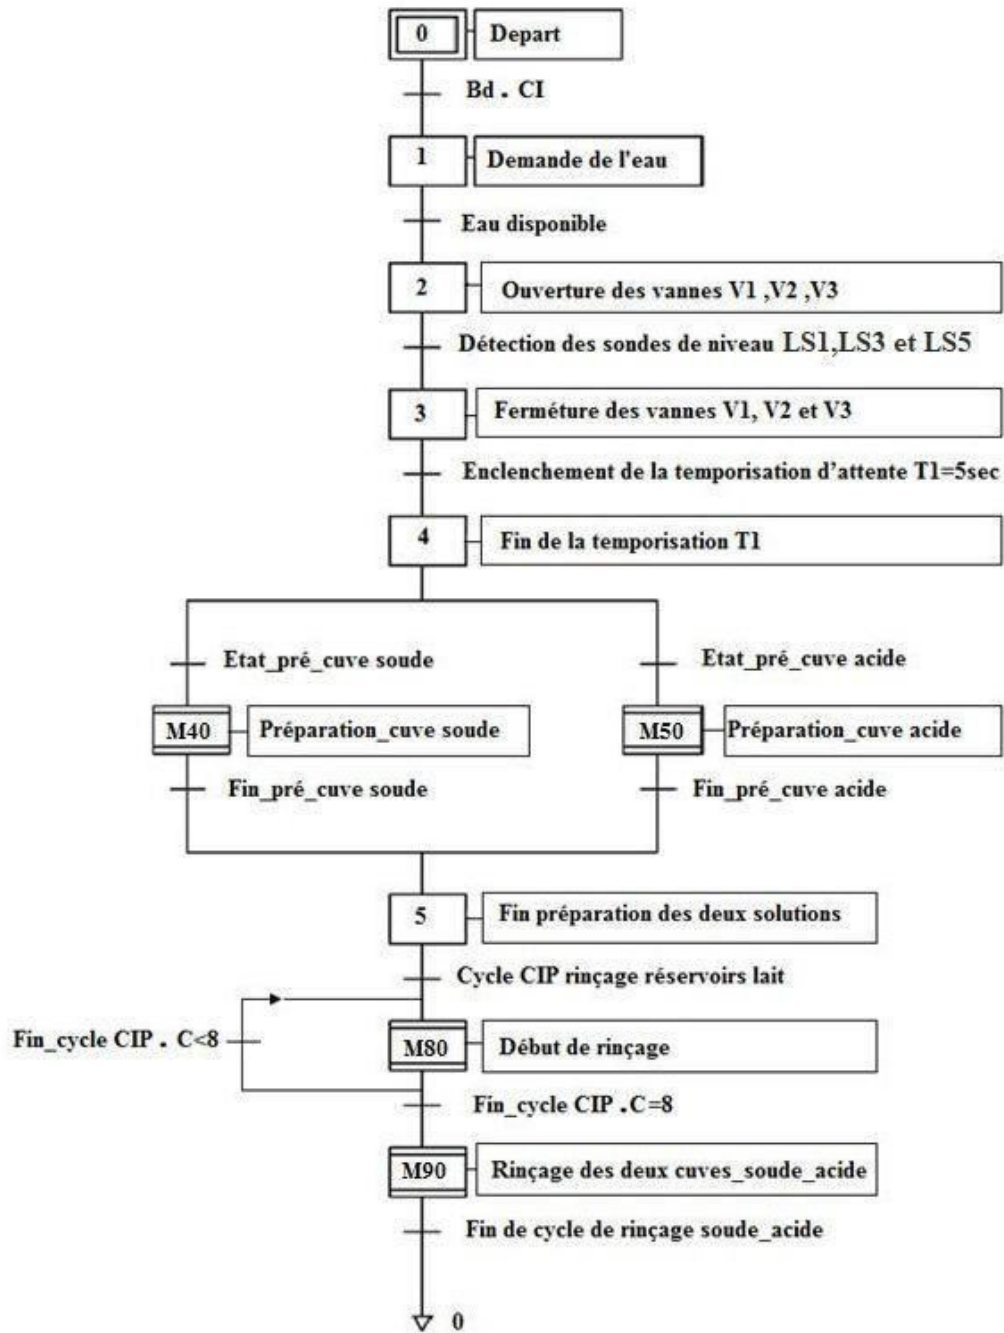 0
Depart
Bd . CI
1
Demande de l'eau
Eau disponible
2
Ouverture des vannes V1 ,V2 ,V3
Détection des sondes de niveau LS1,LS3 et LS5
3
Ferméture des vannes V1, V2 et V3
Enclenchement de la temporisation d'attente T1=5sec
4
Fin de la temporisation T1
Etat_pré_cuve soude
Etat_pré_cuve acide
M40
Préparation_cuve soude
M50
Préparation_cuve acide
Fin_pré_cuve soude
Fin_pré_cuve acide
5
Fin préparation des deux solutions
Cycle CIP rinçage réservoirs lait
Fin_cycle CIP . C<8
M80
Début de rinçage
Fin_cycle CIP .C=8
M90
Rinçage des deux cuves_soude_acide
Fin de cycle de rinçage soude_acide
0